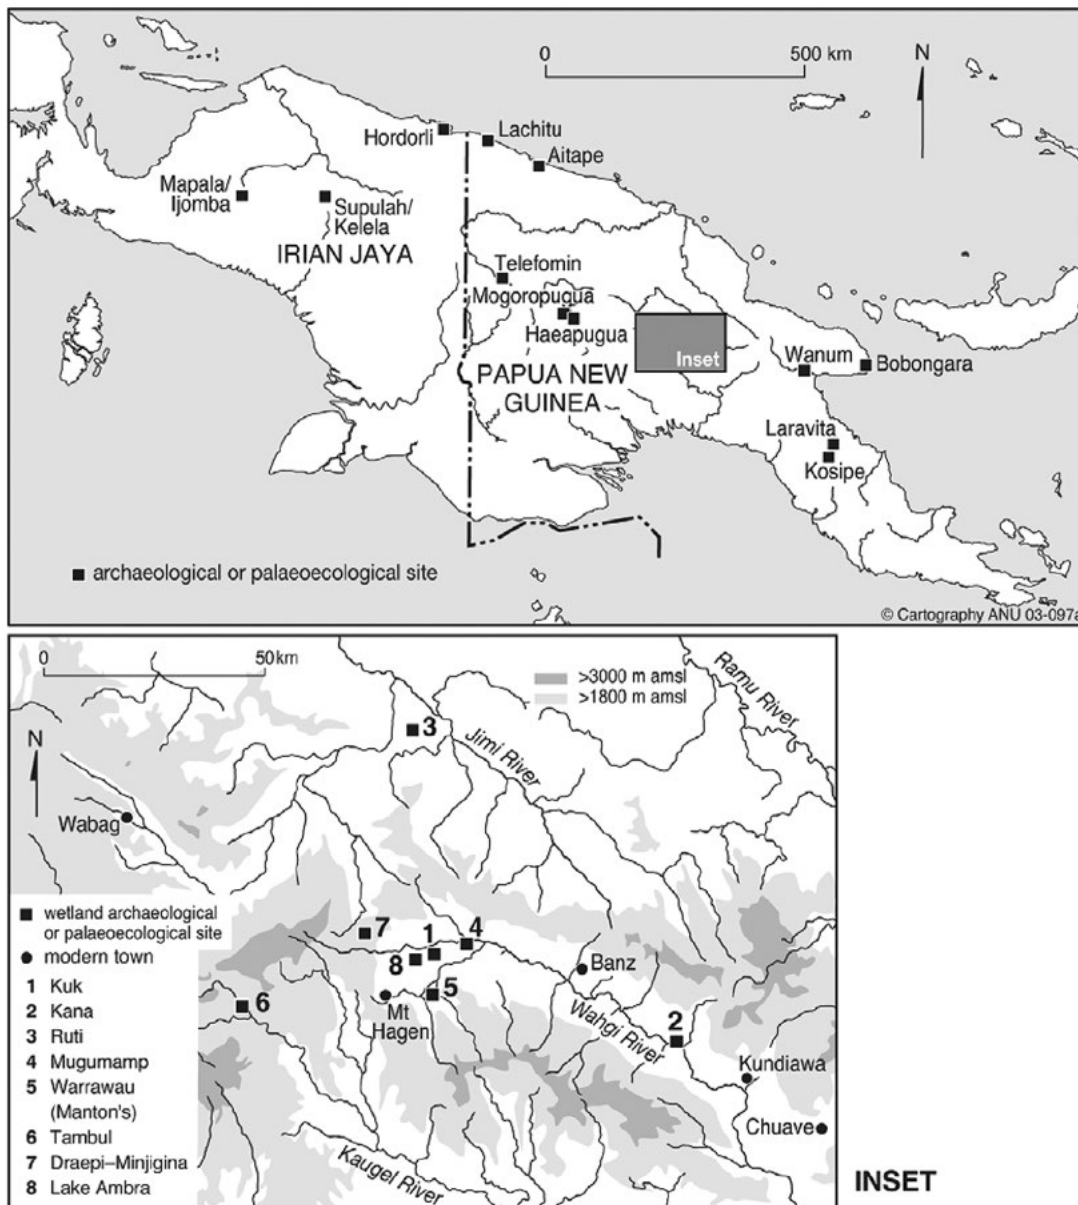 0 500 km
N
Hordorli
Lachitu
Aitape
Mapala/
Ijomba
Supulah/
Kelela
IRIAN JAYA
Telefomin
Mogoropugua
Haeapugua
Inset
PAPUA NEW
GUINEA
Wanum
Bobongara
Laravita
Kosipe
archaeological or palaeoecological site
© Cartography ANU 03-097a
0 50 km
>3000 m amsl
>1800 m amsl
Ramu River
N
3
Jimi River
Wabag
wetland archaeological
or palaeoecological site
modern town
1 Kuk
2 Kana
3 Ruti
4 Mugumamp
5 Warrawau
(Manton's)
6 Tambul
7 Draepi–Minjigina
8 Lake Ambra
7
1
4
8
Banz
5
6
Mt
Hagen
Wahgi River
2
Kundiawa
Chuave
Kaugel River
INSET